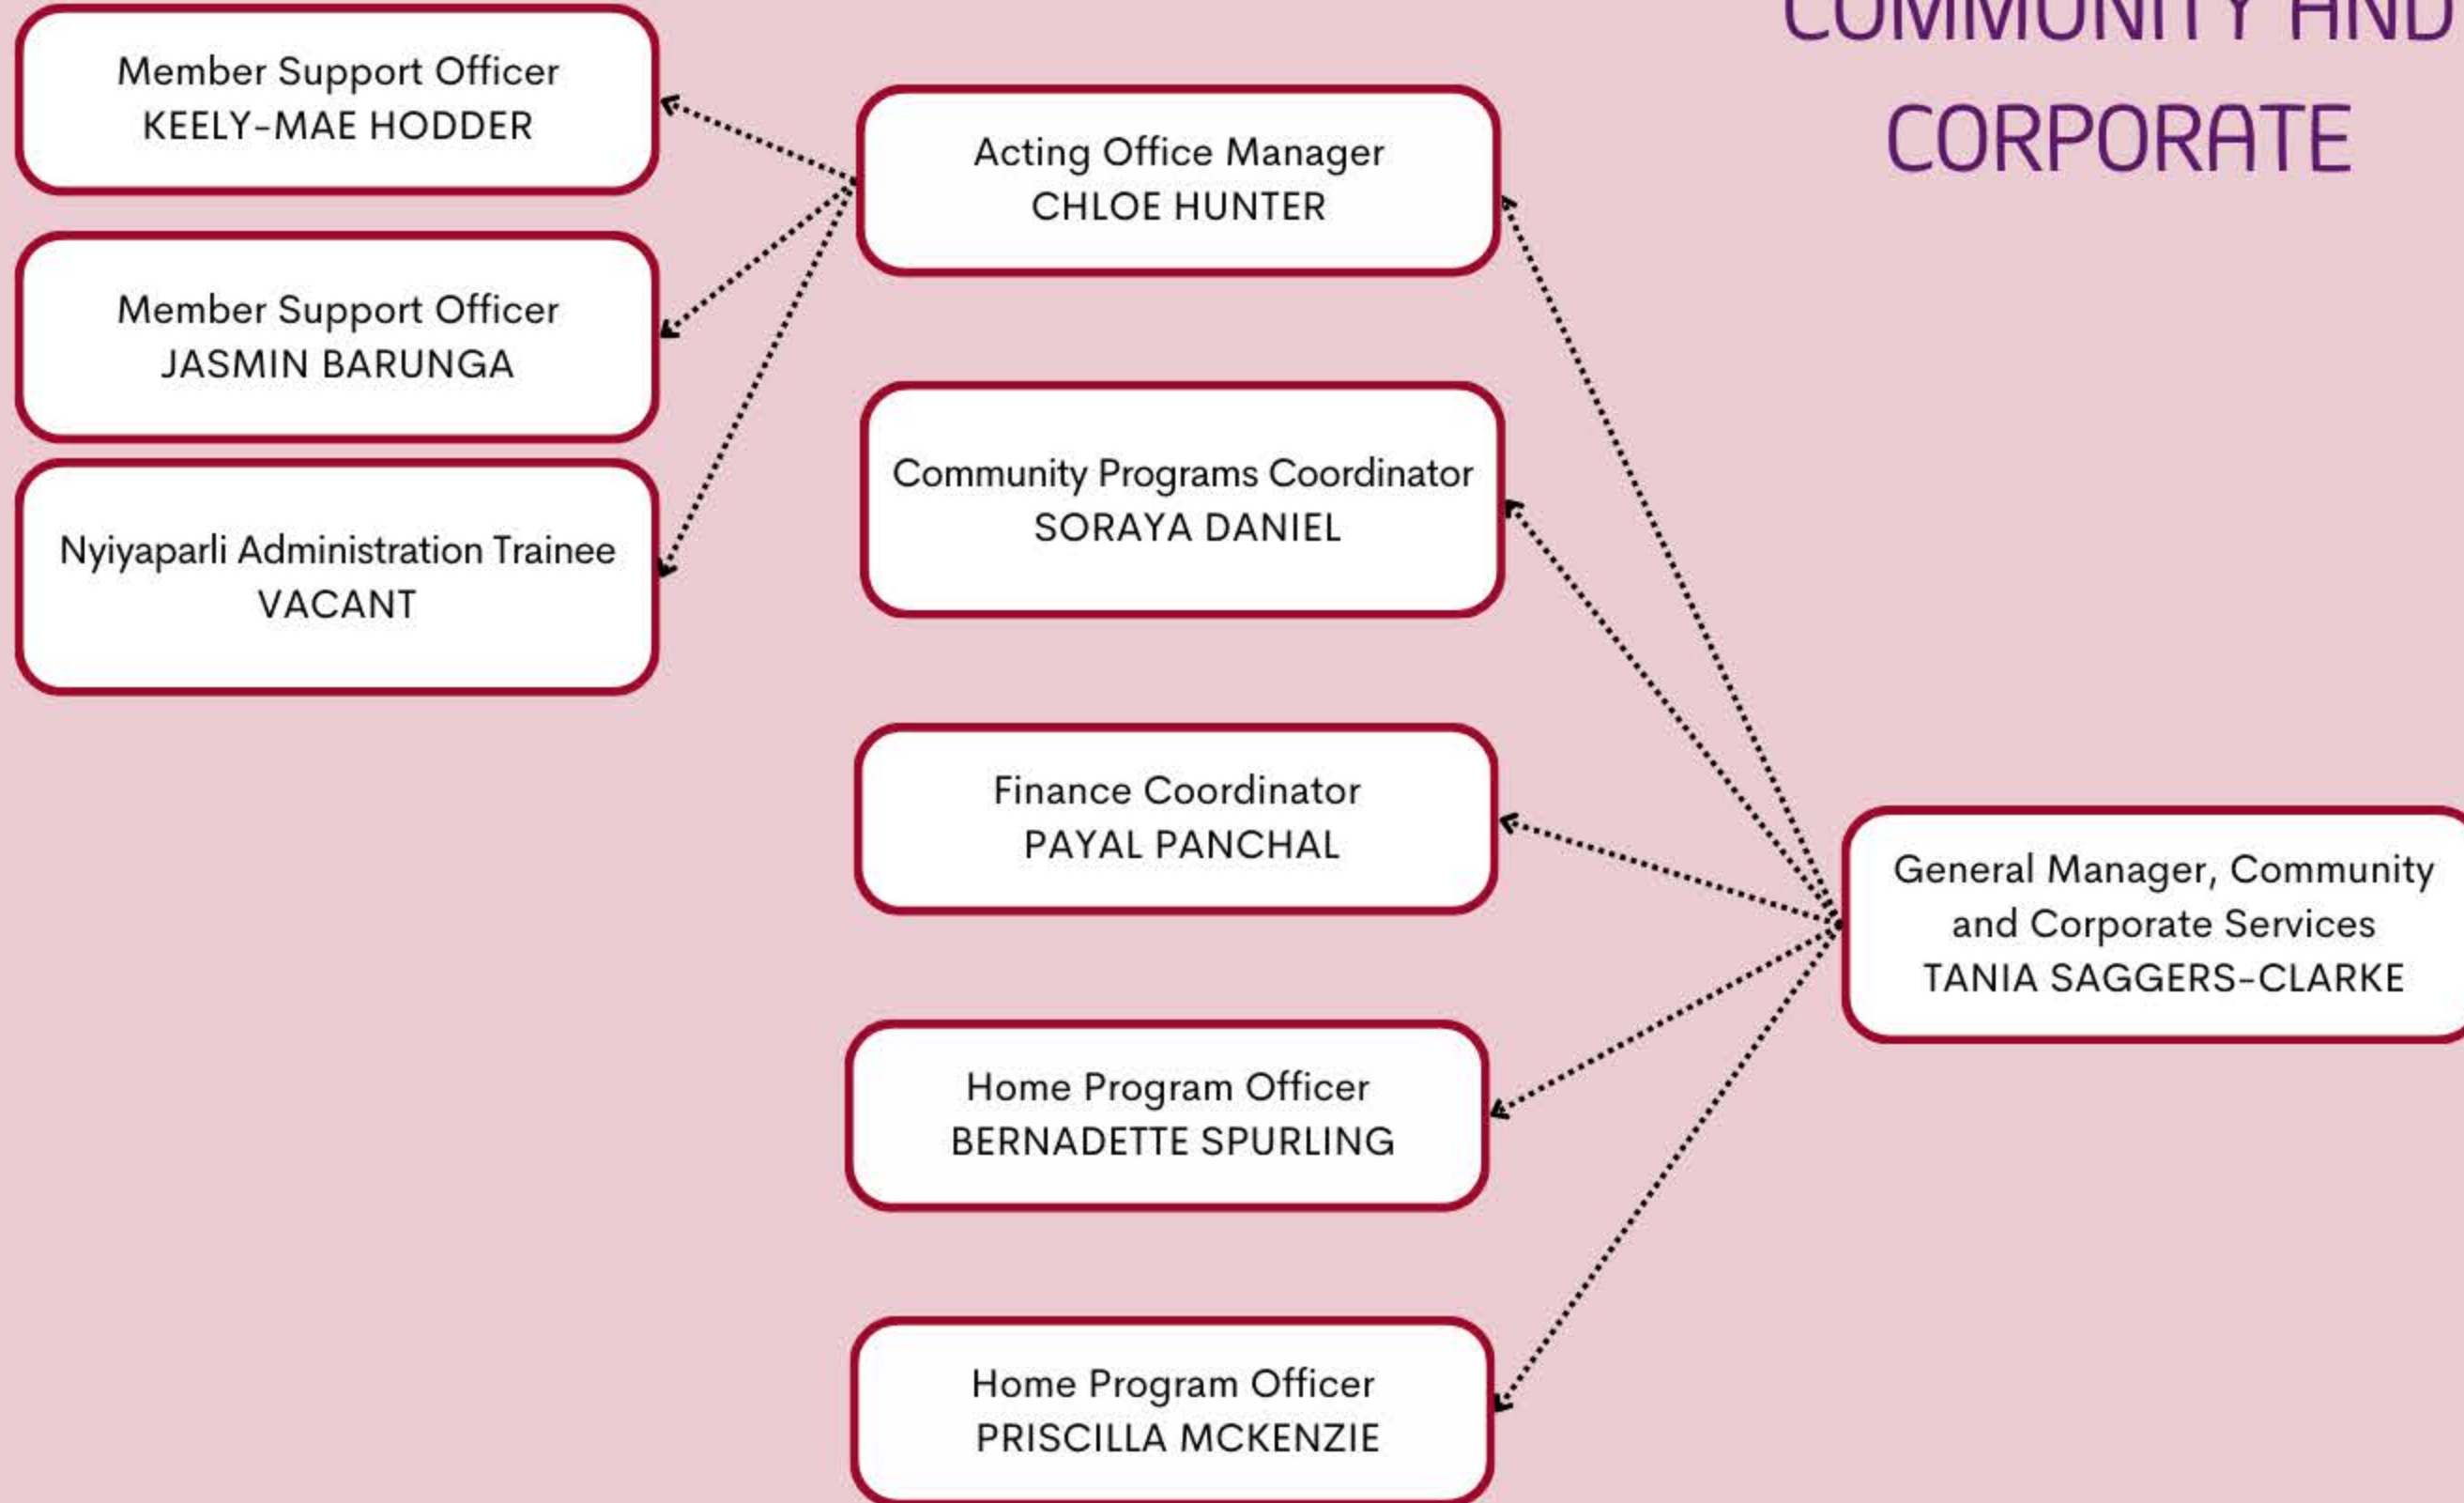 COMMUNITY AND
CORPORATE
Member Support Officer
KEELY-MAE HODDER
Member Support Officer
JASMIN BARUNGA
Nyiyaparli Administration Trainee
VACANT
Acting Office Manager
CHLOE HUNTER
Community Programs Coordinator
SORAYA DANIEL
Finance Coordinator
PAYAL PANCHAL
Home Program Officer
BERNADETTE SPURLING
Home Program Officer
PRISCILLA MCKENZIE
General Manager, Community
and Corporate Services
TANIA SAGGERS-CLARKE